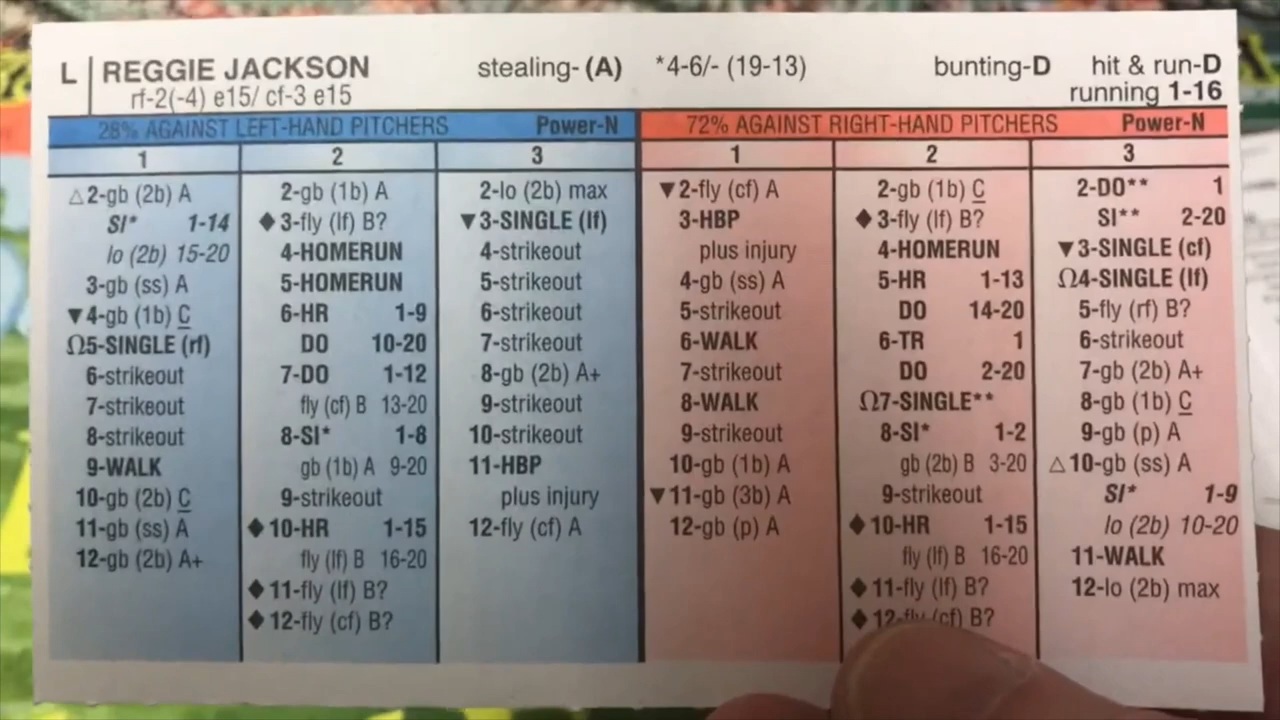 L REGGIE JACKSON stealing- (A) *4-6/- (19-13) bunting-D hit & run-D
rf-2(-4) e15/ cf-3 e15 running 1-16
28% AGAINST LEFT-HAND PITCHERS Power-N
1
△2-gb (2b) A
SI* 1-14
lo (2b) 15-20
3-gb (ss) A
▼4-gb (1b) C
Ω5-SINGLE (rf)
6-strikeout
7-strikeout
8-strikeout
9-WALK
10-gb (2b) C
11-gb (ss) A
12-gb (2b) A+
2
2-gb (1b) A
◆3-fly (lf) B?
4-HOMERUN
5-HOMERUN
6-HR 1-9
DO 10-20
7-DO 1-12
fly (cf) B 13-20
8-SI* 1-8
gb (1b) A 9-20
9-strikeout
◆10-HR 1-15
fly (lf) B 16-20
◆11-fly (lf) B?
◆12-fly (cf) B?
3
2-lo (2b) max
▼3-SINGLE (lf)
4-strikeout
5-strikeout
6-strikeout
7-strikeout
8-gb (2b) A+
9-strikeout
10-strikeout
11-HBP
plus injury
12-fly (cf) A
72% AGAINST RIGHT-HAND PITCHERS Power-N
1
▼2-fly (cf) A
3-HBP
plus injury
4-gb (ss) A
5-strikeout
6-WALK
7-strikeout
8-WALK
9-strikeout
10-gb (1b) A
▼11-gb (3b) A
12-gb (p) A
2
2-gb (1b) C
◆3-fly (lf) B?
4-HOMERUN
5-HR 1-13
DO 14-20
6-TR 1
DO 2-20
Ω7-SINGLE**
8-SI* 1-2
gb (2b) B 3-20
9-strikeout
◆10-HR 1-15
fly (lf) B 16-20
◆11-fly (lf) B?
◆12-fly (cf) B?
3
2-DO** 1
SI** 2-20
▼3-SINGLE (cf)
Ω4-SINGLE (lf)
5-fly (rf) B?
6-strikeout
7-gb (2b) A+
8-gb (1b) C
9-gb (p) A
△10-gb (ss) A
SI* 1-9
lo (2b) 10-20
11-WALK
12-lo (2b) max